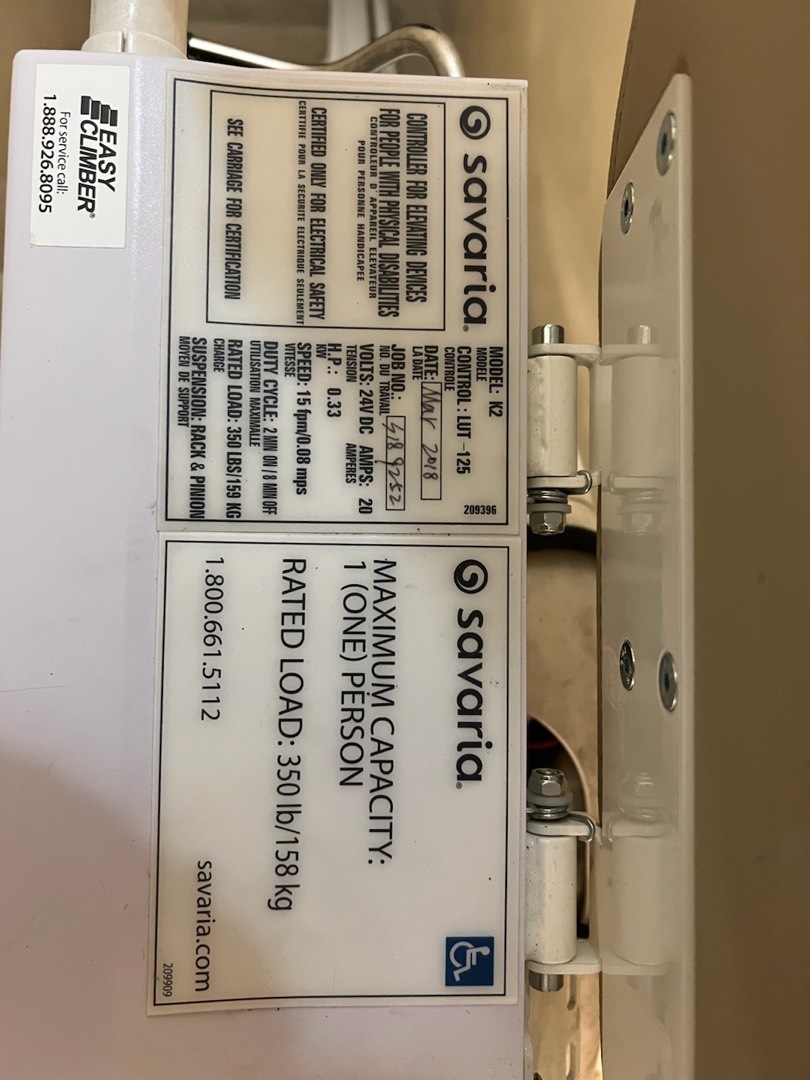 EASY
CLIMBER®
For service call:
1.888.926.8095
savaria®
CONTROLLER FOR ELEVATING DEVICES
FOR PEOPLE WITH PHYSICAL DISABILITIES
CONTROLEUR D' APPAREIL ELEVATEUR
POUR PERSONNE HANDICAPEE
CERTIFIED ONLY FOR ELECTRICAL SAFETY
CERTIFIE POUR LA SECURITE ELECTRIQUE SEULEMENT
SEE CARRIAGE FOR CERTIFICATION
MODEL: K2
MODELE
CONTROL: LUT -125
CONTROLE
DATE: Mar 2018
LA DATE
JOB NO.:
NO. DU TRAVAIL
VOLTS: 24V DC AMPS: 20
TENSION AMPERES
H.P.: 0.33
KW
SPEED: 15 fpm/0.08 mps
VITESSE
DUTY CYCLE: 2 MIN ON / 8 MIN OFF
UTILISATION MAXIMALLE
RATED LOAD: 350 LBS/159 KG
CHARGE
SUSPENSION: RACK & PINION
MOYEN DE SUPPORT
209396
savaria®
MAXIMUM CAPACITY:
1 (ONE) PERSON
RATED LOAD: 350 lb/158 kg
1.800.661.5112 savaria.com
209909